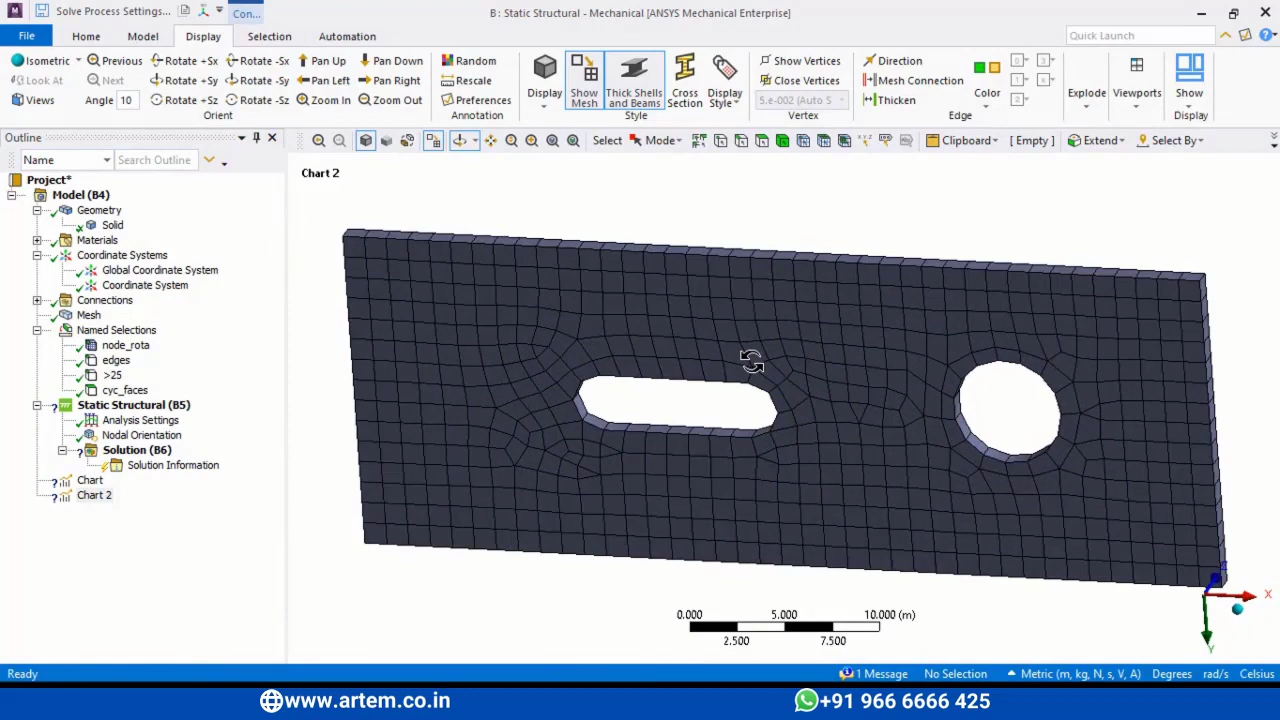 Solve Process Settings...
Con...
B : Static Structural - Mechanical [ANSYS Mechanical Enterprise]
File
Home
Model
Display
Selection
Automation
Quick Launch
Isometric
Previous
Rotate +Sx
Rotate -Sx
Pan Up
Pan Down
Look At
Next
Rotate +Sy
Rotate -Sy
Pan Left
Pan Right
Views
Angle 10
Rotate +Sz
Rotate -Sz
Zoom In
Zoom Out
Orient
Random
Rescale
Preferences
Annotation
Display
Show
Mesh
Thick Shells
and Beams
Cross
Section
Display
Style
Style
Show Vertices
Close Vertices
5.e-002 (Auto S
Vertex
Direction
Mesh Connection
Thicken
Color
Edge
Explode
Viewports
Show
Display
Outline
Select
Mode
Clipboard
[ Empty ]
Extend
Select By
Name
Search Outline
Project*
Model (B4)
Geometry
Solid
Materials
Coordinate Systems
Global Coordinate System
Coordinate System
Connections
Mesh
Named Selections
node_rota
edges
>25
cyc_faces
Static Structural (B5)
Analysis Settings
Nodal Orientation
Solution (B6)
Solution Information
Chart
Chart 2
Chart 2
0.000
5.000
10.000 (m)
2.500
7.500
X
Y
Ready
1 Message
No Selection
Metric (m, kg, N, s, V, A)
Degrees
rad/s
Celsius
www.artem.co.in
+91 966 6666 425